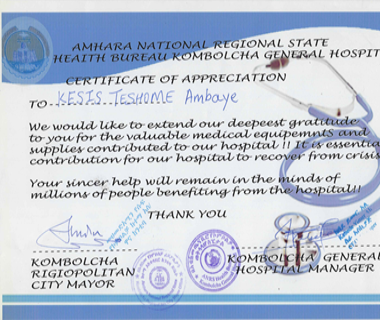 AMHARA NATIONAL REGIONAL STATE
HEALTH BUREAU KOMBOLCHA GENERAL HOSPIT
CERTIFICATE OF APPRECIATION
TO KESIS TESHOME Ambaye
We would like to extend our deepeest gratitude
to you for the valuable medical equipemntS and
supplies contributed to our hospital !! It is essentia
contribution for our hospital to recover from crisis
Your sincer help will remain in the minds of
millions of people benefiting from the hospital!!
THANK YOU
KOMBOLCHA
RIGIOPOLITAN
CITY MAYOR
KOMBOLCHA GENERAL
HOSPITAL MANAGER